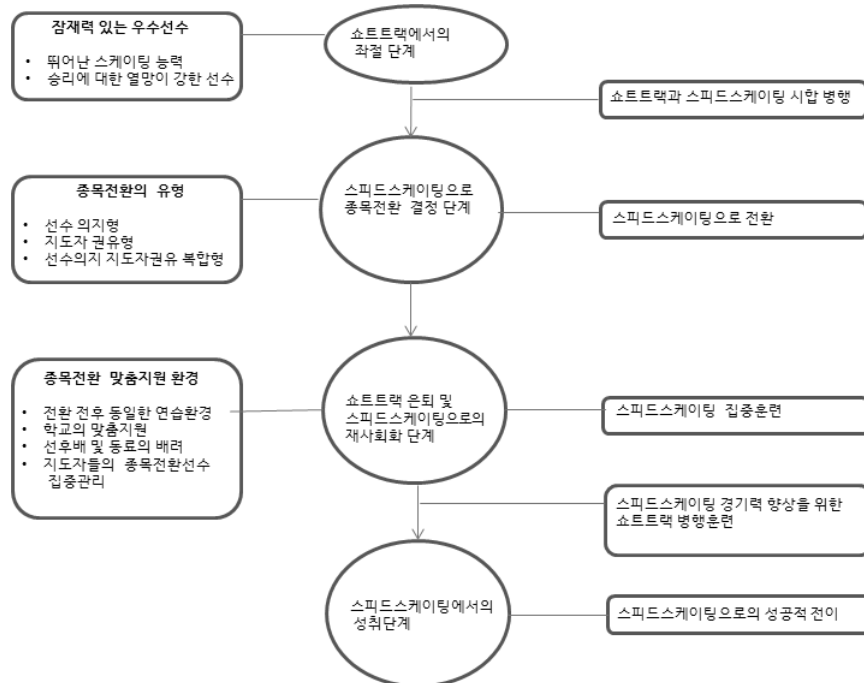 잠재력 있는 우수선수
• 뛰어난 스케이팅 능력
• 승리에 대한 열망이 강한 선수
쇼트트랙에서의
좌절 단계
쇼트트랙과 스피드스케이팅 시합 병행
종목전환의 유형
• 선수 의지형
• 지도자 권유형
• 선수의지 지도자권유 복합형
스피드스케이팅으로
종목전환 결정 단계
스피드스케이팅으로 전환
종목전환 맞춤지원 환경
• 전환 전후 동일한 연습환경
• 학교의 맞춤지원
• 선후배 및 동료의 배려
• 지도자들의 종목전환선수
집중관리
쇼트트랙 은퇴 및
스피드스케이팅으로의
재사회화 단계
스피드스케이팅 집중훈련
스피드스케이팅 경기력 향상을 위한
쇼트트랙 병행훈련
스피드스케이팅에서의
성취단계
스피드스케이팅으로의 성공적 전이